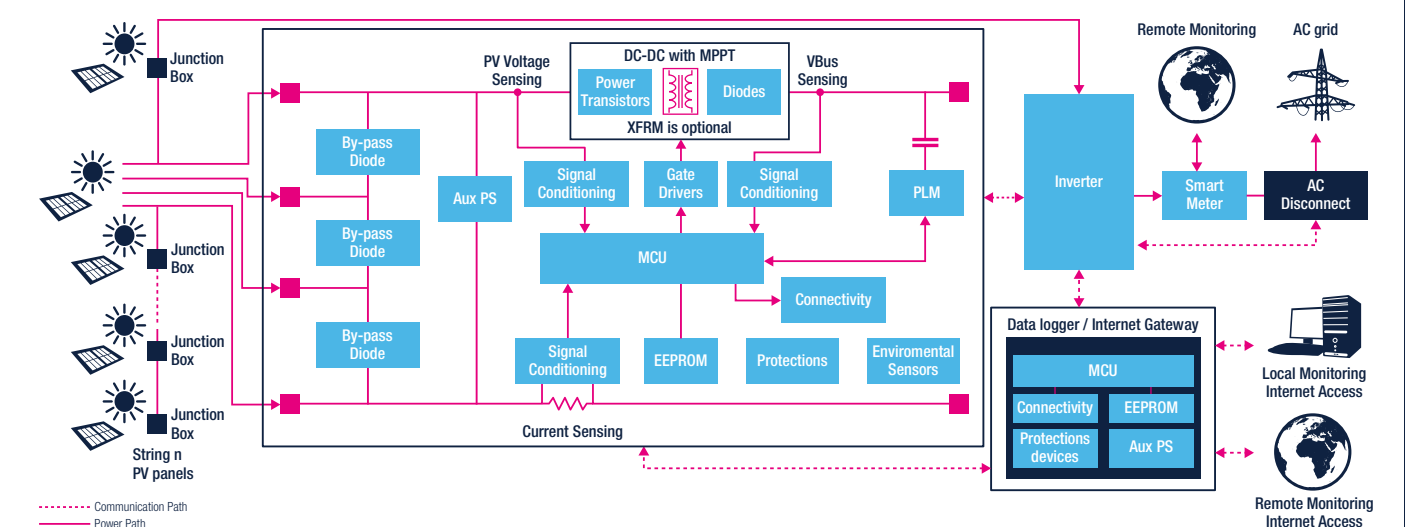 Junction
Box
PV Voltage
Sensing
DC-DC with MPPT
Power
Transistors
Diodes
XFRM is optional
VBus
Sensing
Remote Monitoring
AC grid
By-pass
Diode
By-pass
Diode
By-pass
Diode
Aux PS
Signal
Conditioning
Gate
Drivers
Signal
Conditioning
PLM
MCU
Connectivity
Signal
Conditioning
EEPROM
Protections
Enviromental
Sensors
Current Sensing
Inverter
Smart
Meter
AC
Disconnect
Junction
Box
Junction
Box
Junction
Box
String n
PV panels
Data logger / Internet Gateway
MCU
Connectivity
EEPROM
Protections
devices
Aux PS
Local Monitoring
Internet Access
Remote Monitoring
Internet Access
Communication Path
Power Path